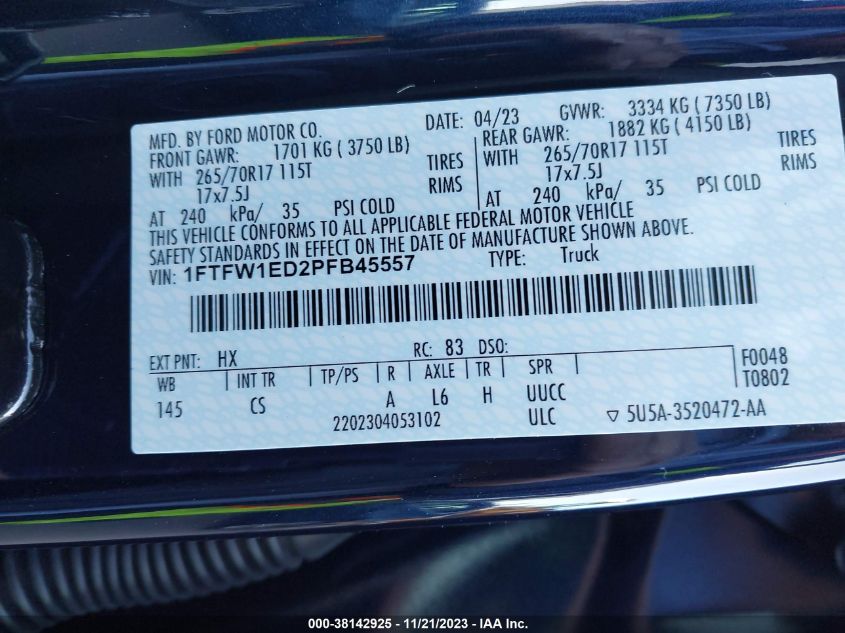 MFD. BY FORD MOTOR CO. DATE: 04/23 GVWR: 3334 KG ( 7350 LB)
FRONT GAWR: 1701 KG ( 3750 LB) REAR GAWR: 1882 KG ( 4150 LB)
WITH 265/70R17 115T TIRES WITH 265/70R17 115T TIRES
17x7.5J RIMS 17x7.5J RIMS
AT 240 kPa/ 35 PSI COLD AT 240 kPa/ 35 PSI COLD
THIS VEHICLE CONFORMS TO ALL APPLICABLE FEDERAL MOTOR VEHICLE
SAFETY STANDARDS IN EFFECT ON THE DATE OF MANUFACTURE SHOWN ABOVE.
VIN: 1FTFW1ED2PFB45557 TYPE: Truck
EXT PNT: HX RC: 83 DSO:
WB INT TR TP/PS R AXLE TR SPR F0048
145 CS A L6 H UUCC T0802
2202304053102 ULC ▽ 5U5A-3520472-AA
000-38142925 - 11/21/2023 - IAA Inc.